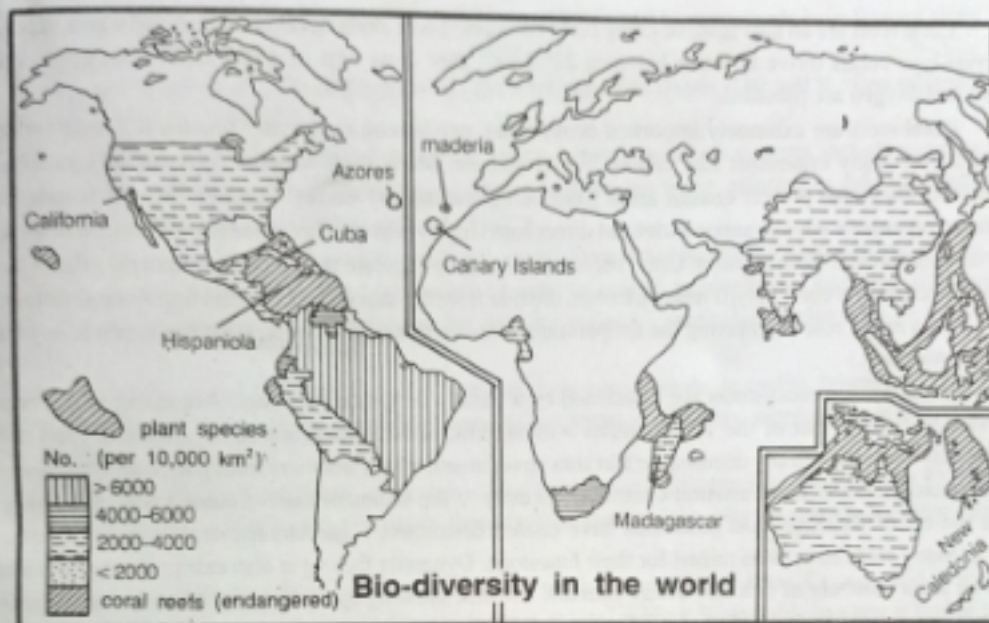 maderia
Azores
California
Cuba
Canary Islands
Hispaniola
plant species
No. (per 10,000 km²)
> 6000
4000–6000
2000–4000
< 2000
coral reefs (endangered)
Madagascar
New
Caledonia
Bio-diversity in the world